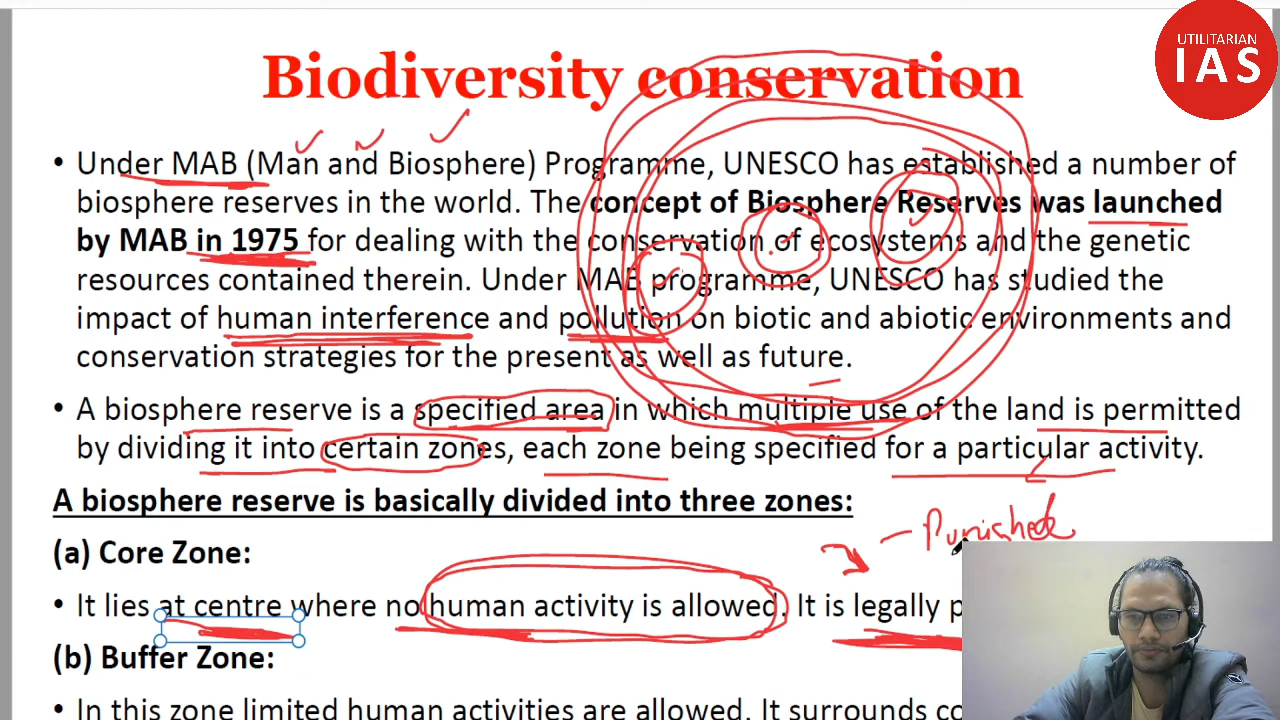 UTILITARIAN
IAS
Biodiversity conservation
• Under MAB (Man and Biosphere) Programme, UNESCO has established a number of
biosphere reserves in the world. The concept of Biosphere Reserves was launched
by MAB in 1975 for dealing with the conservation of ecosystems and the genetic
resources contained therein. Under MAB programme, UNESCO has studied the
impact of human interference and pollution on biotic and abiotic environments and
conservation strategies for the present as well as future.
• A biosphere reserve is a specified area in which multiple use of the land is permitted
by dividing it into certain zones, each zone being specified for a particular activity.
A biosphere reserve is basically divided into three zones:
– Punished
(a) Core Zone:
• It lies at centre where no human activity is allowed. It is legally p
(b) Buffer Zone:
• In this zone limited human activities are allowed. It surrounds co